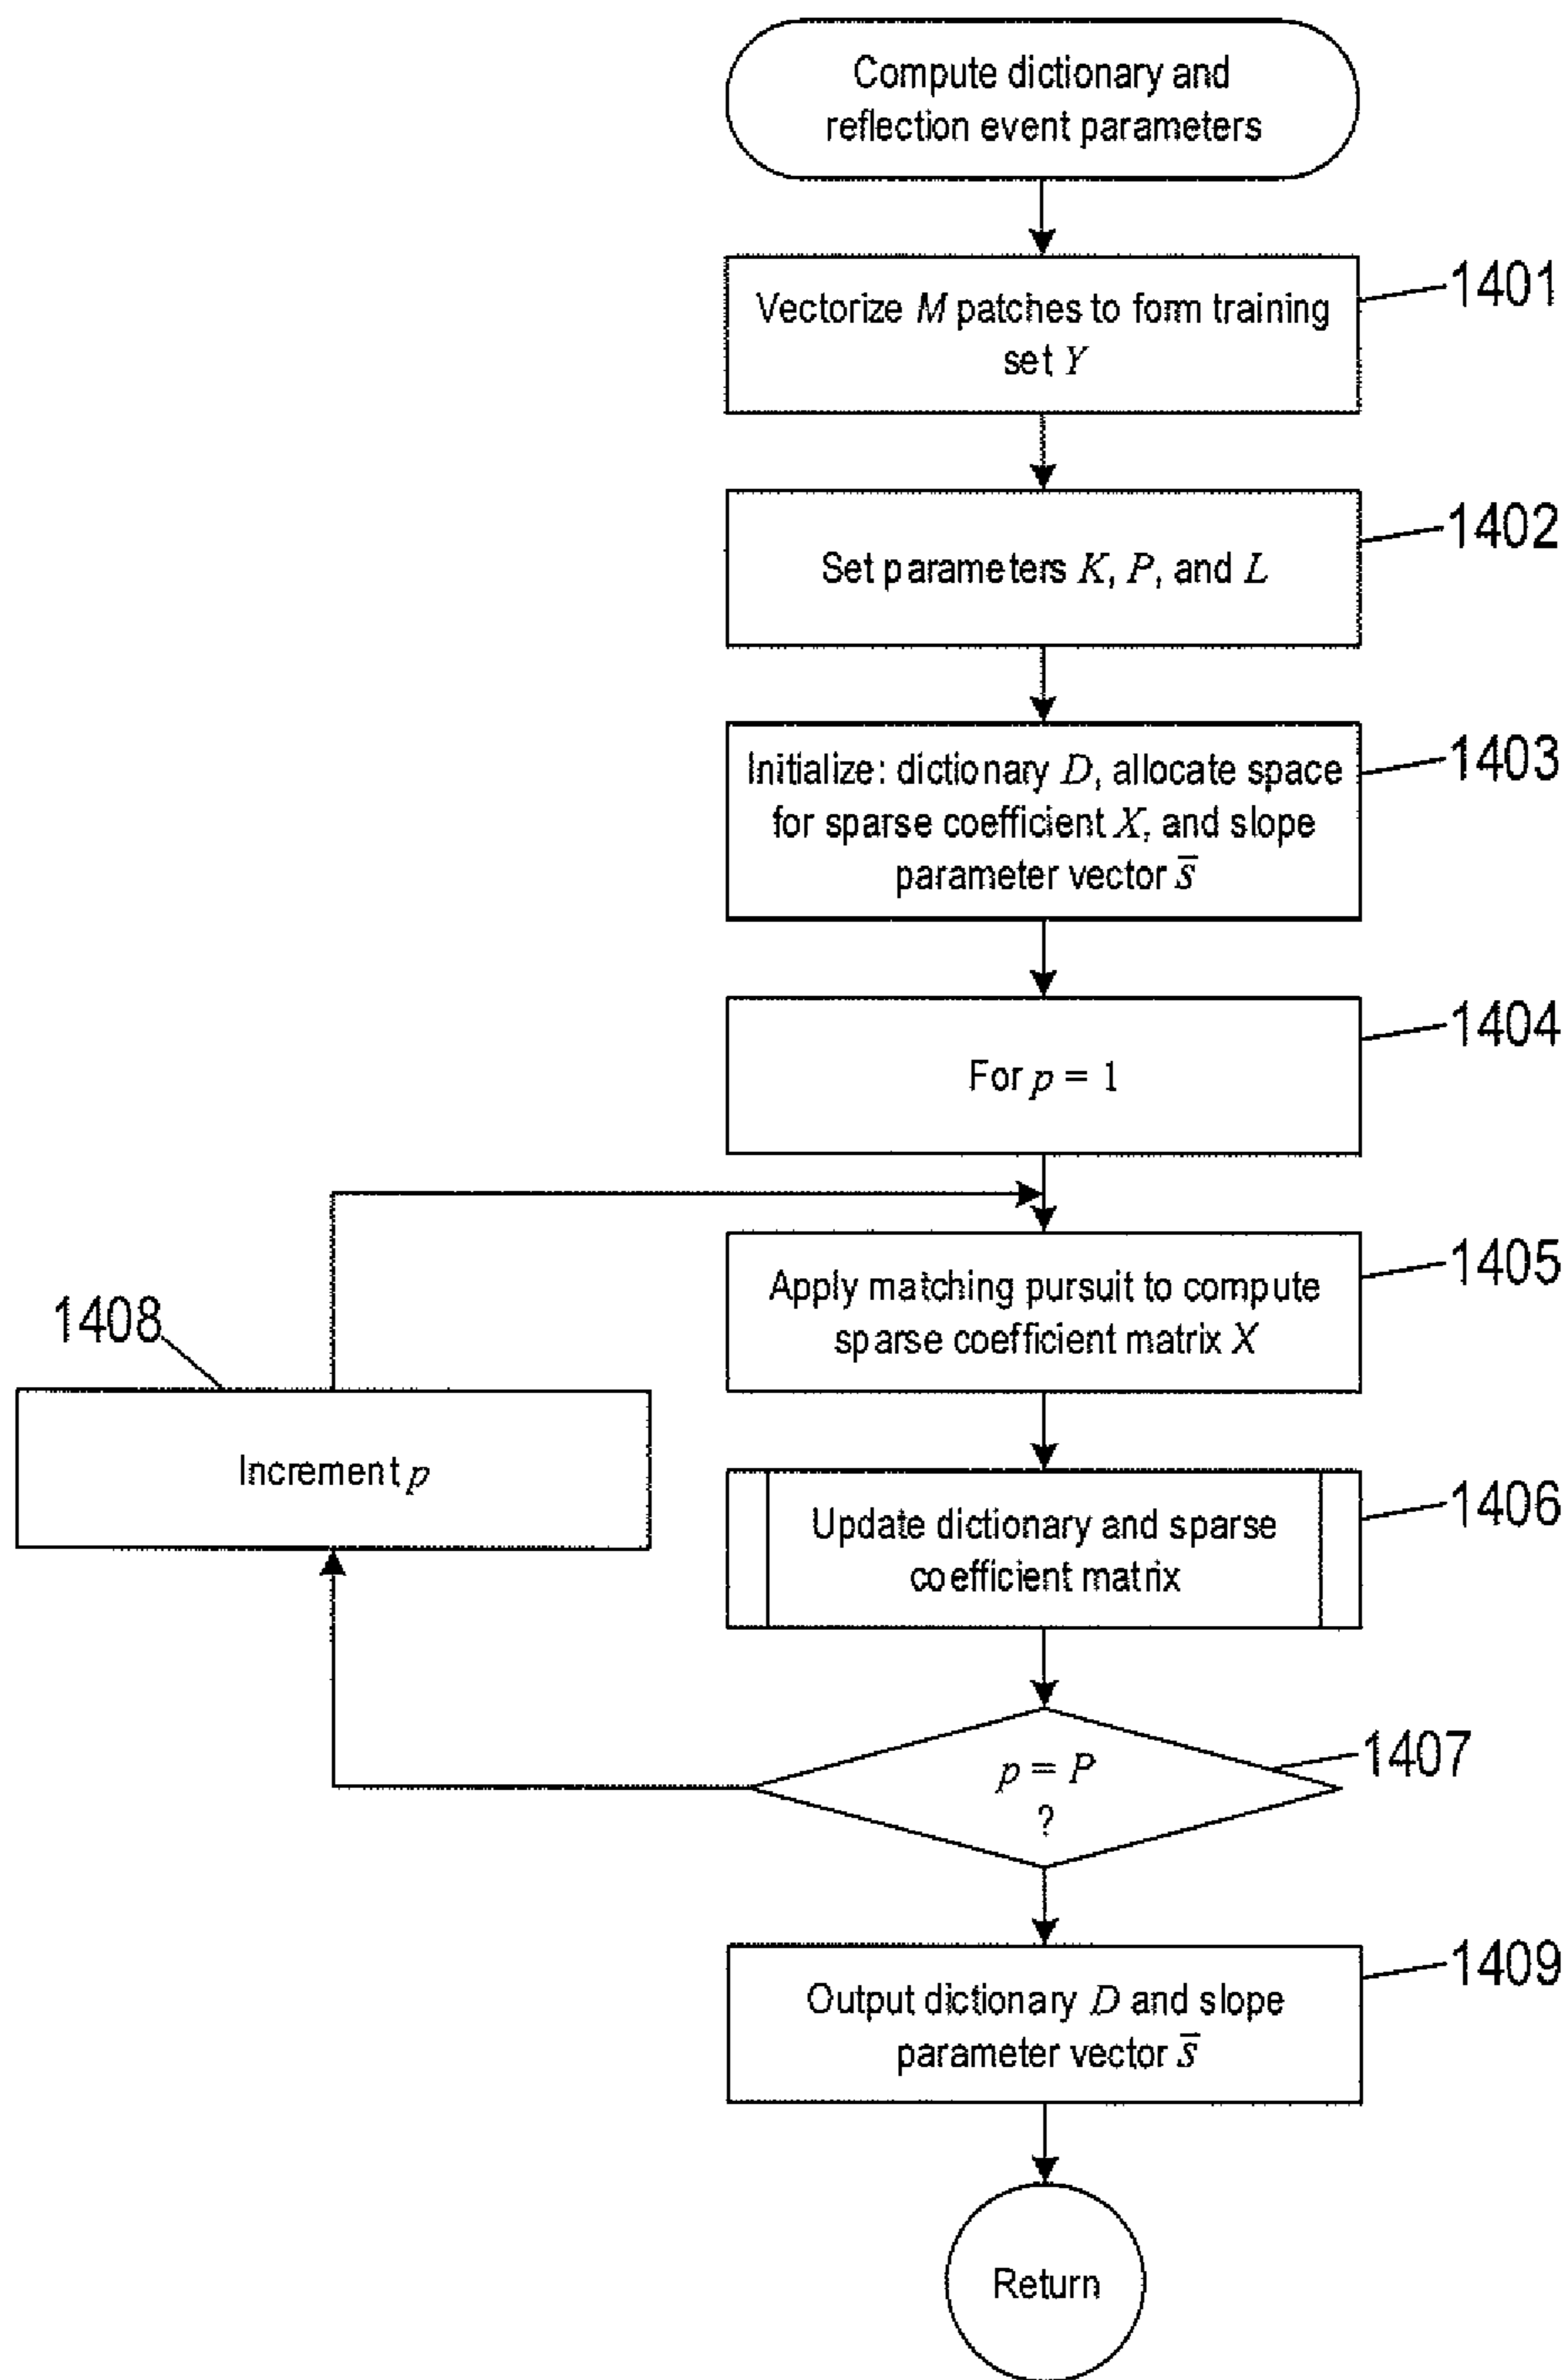 Compute dictionary and
reflection event parameters
1401
Vectorize M patches to form training
set Y
1402
Set parameters K, P, and L
1403
Initialize: dictionary D, allocate space
for sparse coefficient X, and slope
parameter vector s̅
1404
For p = 1
1405
Apply matching pursuit to compute
sparse coefficient matrix X
1408
Increment p
1406
Update dictionary and sparse
coefficient matrix
1407
p = P
?
1409
Output dictionary D and slope
parameter vector s̅
Return